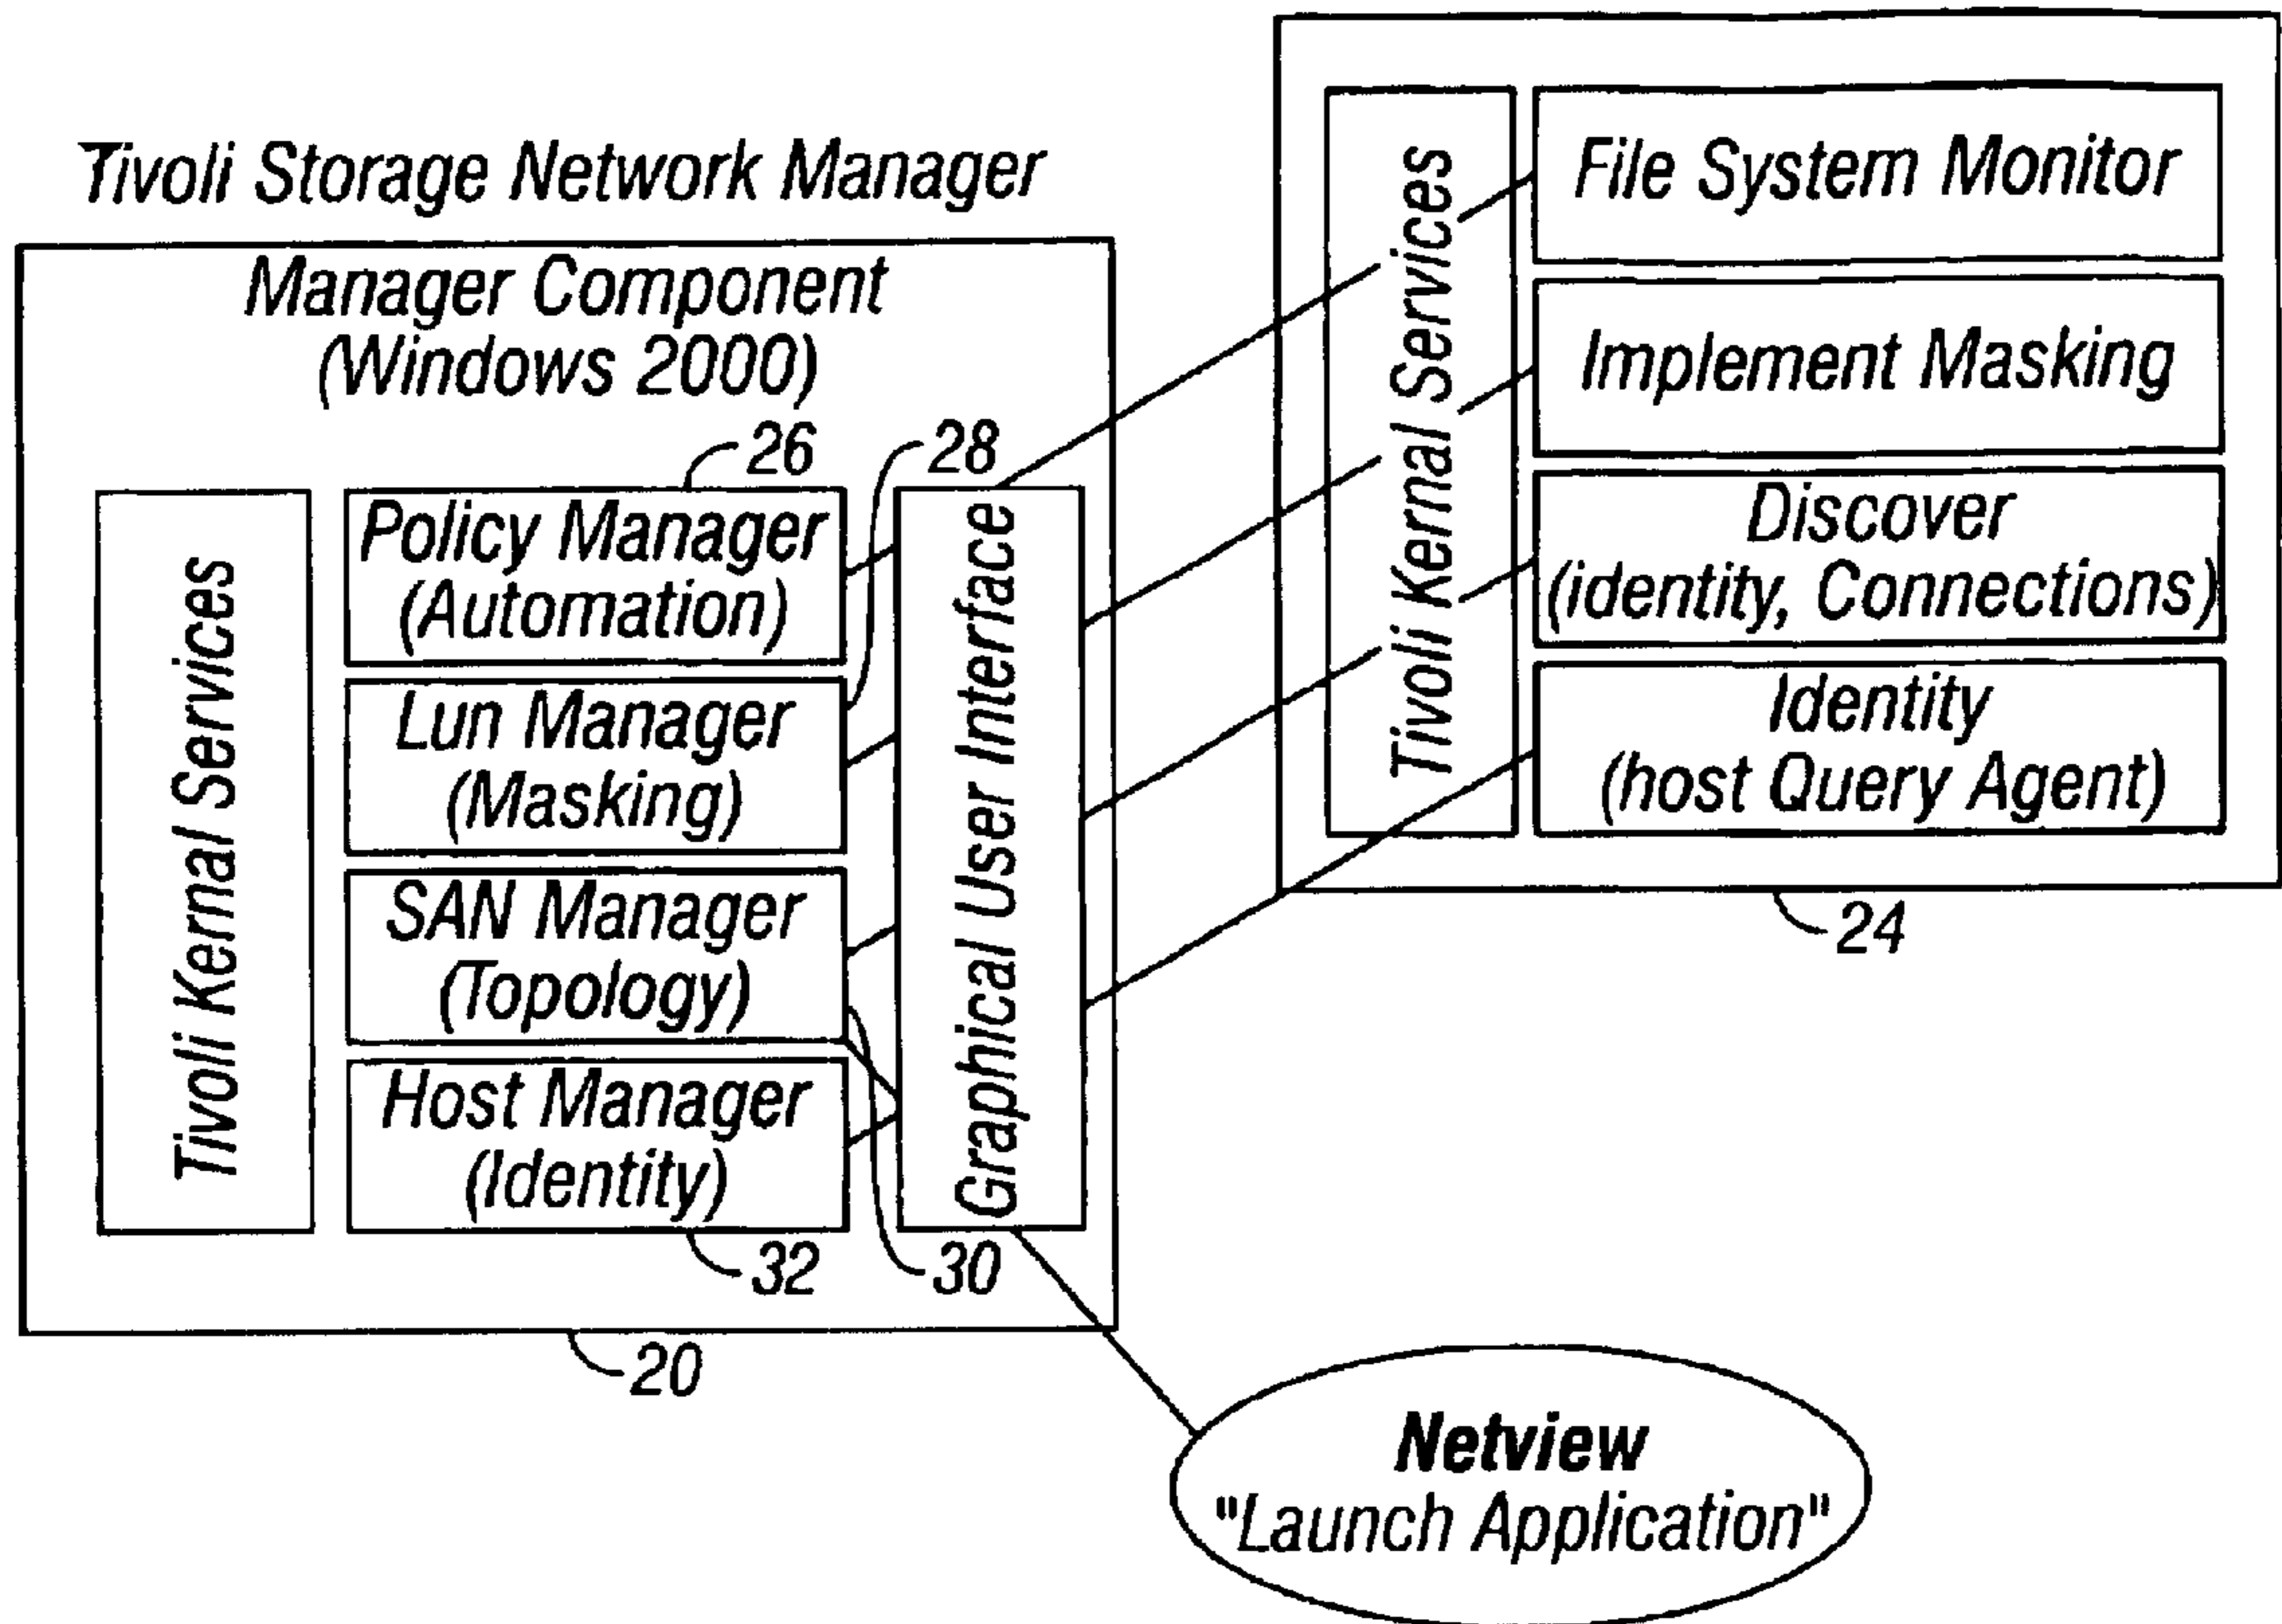 Tivoli Storage Network Manager
Manager Component
(Windows 2000)
Tivoli Kernal Services
26
Policy Manager
(Automation)
28
Lun Manager
(Masking)
SAN Manager
(Topology)
30
Host Manager
(Identity)
32
Graphical User Interface
20
Tivoli Kernal Services
File System Monitor
Implement Masking
Discover
(identity, Connections)
Identity
(host Query Agent)
24
Netview
"Launch Application"